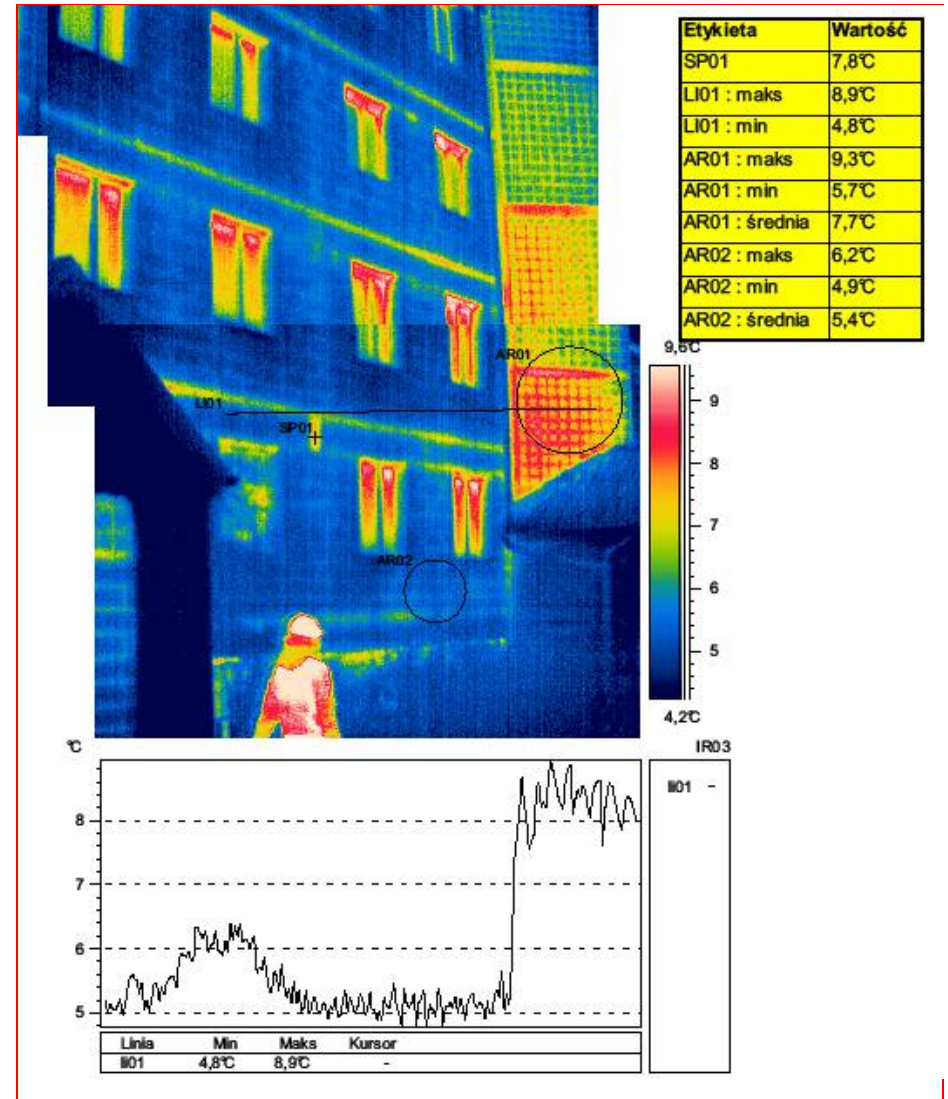 Etykieta Wartość
SP01 7,8°C
LI01 : maks 8,9°C
LI01 : min 4,8°C
AR01 : maks 9,3°C
AR01 : min 5,7°C
AR01 : średnia 7,7°C
AR02 : maks 6,2°C
AR02 : min 4,9°C
AR02 : średnia 5,4°C
9,6°C
AR01
9
LI01
SP01
8
7
AR02
6
5
4,2°C
°C IR03
li01 -
8
7
6
5
Linia Min Maks Kursor
li01 4,8°C 8,9°C -